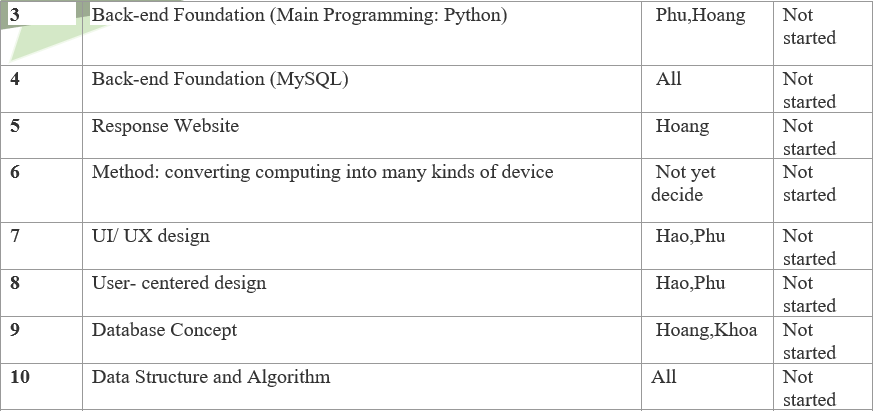 3 Back-end Foundation (Main Programming: Python) Phu,Hoang Not
started
4 Back-end Foundation (MySQL) All Not
started
5 Response Website Hoang Not
started
6 Method: converting computing into many kinds of device Not yet Not
decide started
7 UI/ UX design Hao,Phu Not
started
8 User- centered design Hao,Phu Not
started
9 Database Concept Hoang,Khoa Not
started
10 Data Structure and Algorithm All Not
started